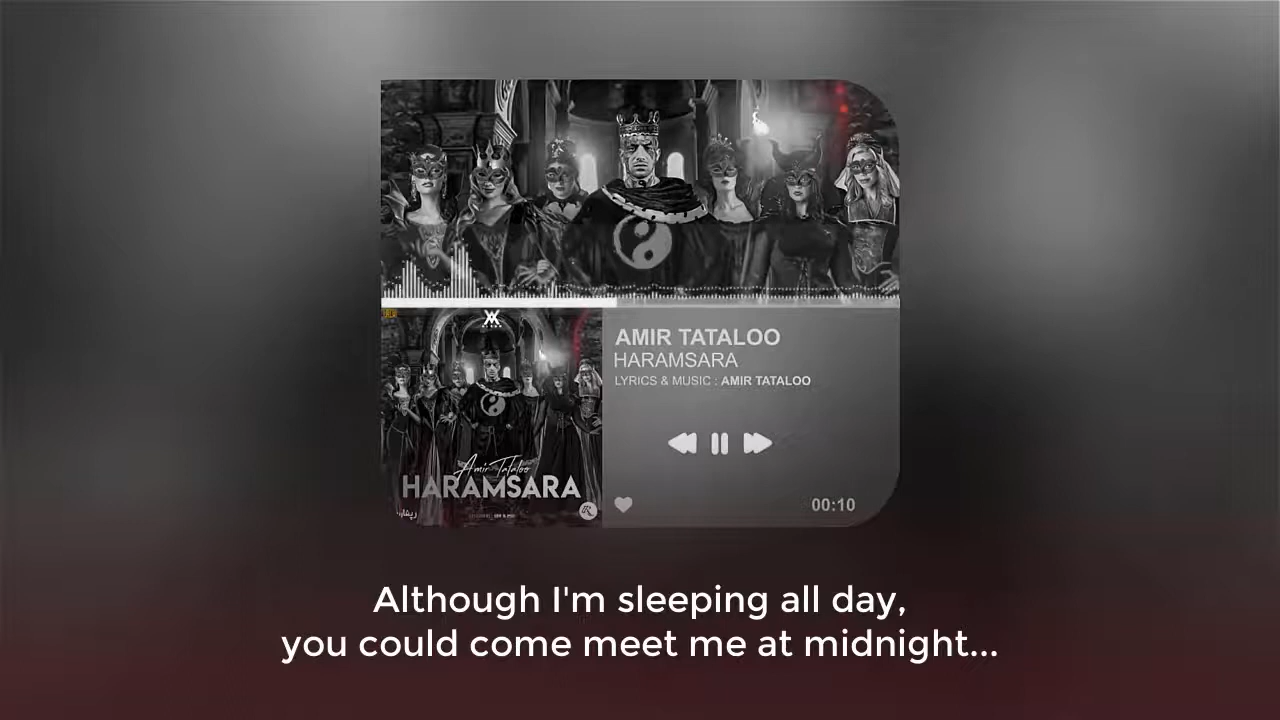 AMIR TATALOO
HARAMSARA
LYRICS & MUSIC : AMIR TATALOO
Amir Tataloo
HARAMSARA
00:10
Although I'm sleeping all day,
you could come meet me at midnight...